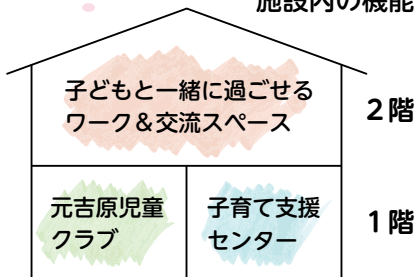 施設内の機能
子どもと一緒に過ごせる
ワーク＆交流スペース
2階
元吉原児童
クラブ
子育て支援
センター
1階